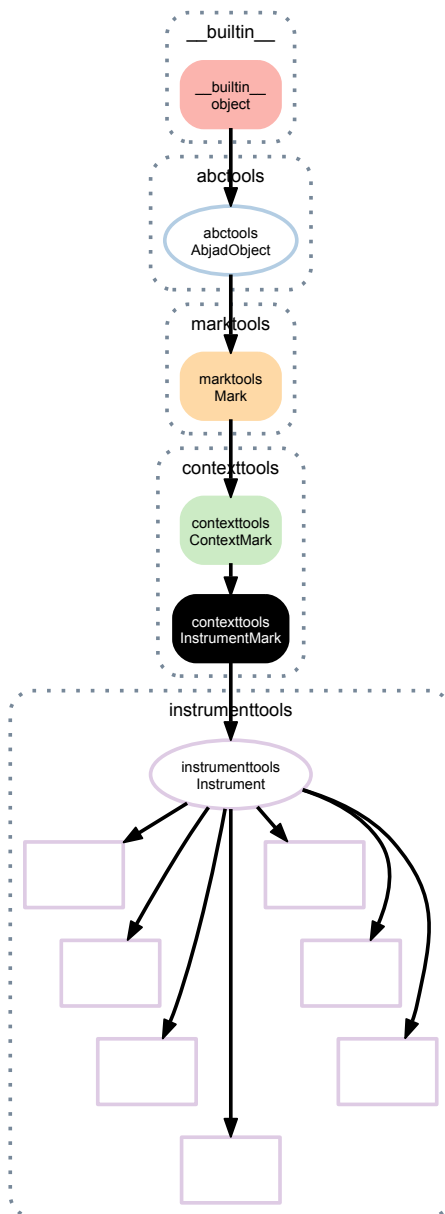 __builtin__
__builtin__
object
abctools
abctools
AbjadObject
marktools
marktools
Mark
contexttools
contexttools
ContextMark
contexttools
InstrumentMark
instrumenttools
instrumenttools
Instrument